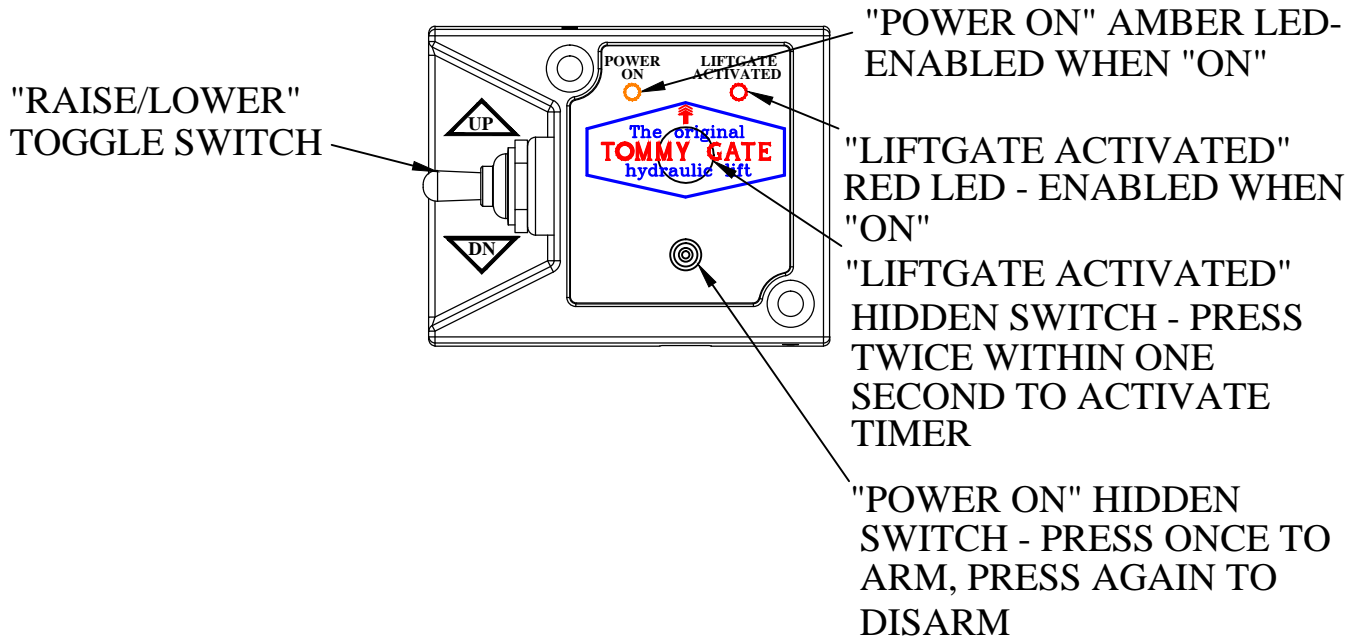 "RAISE/LOWER"
TOGGLE SWITCH
UP
DN
POWER
ON
LIFTGATE
ACTIVATED
The original
TOMMY GATE
hydraulic lift
"POWER ON" AMBER LED-
ENABLED WHEN "ON"
"LIFTGATE ACTIVATED"
RED LED - ENABLED WHEN
"ON"
"LIFTGATE ACTIVATED"
HIDDEN SWITCH - PRESS
TWICE WITHIN ONE
SECOND TO ACTIVATE
TIMER
"POWER ON" HIDDEN
SWITCH - PRESS ONCE TO
ARM, PRESS AGAIN TO
DISARM